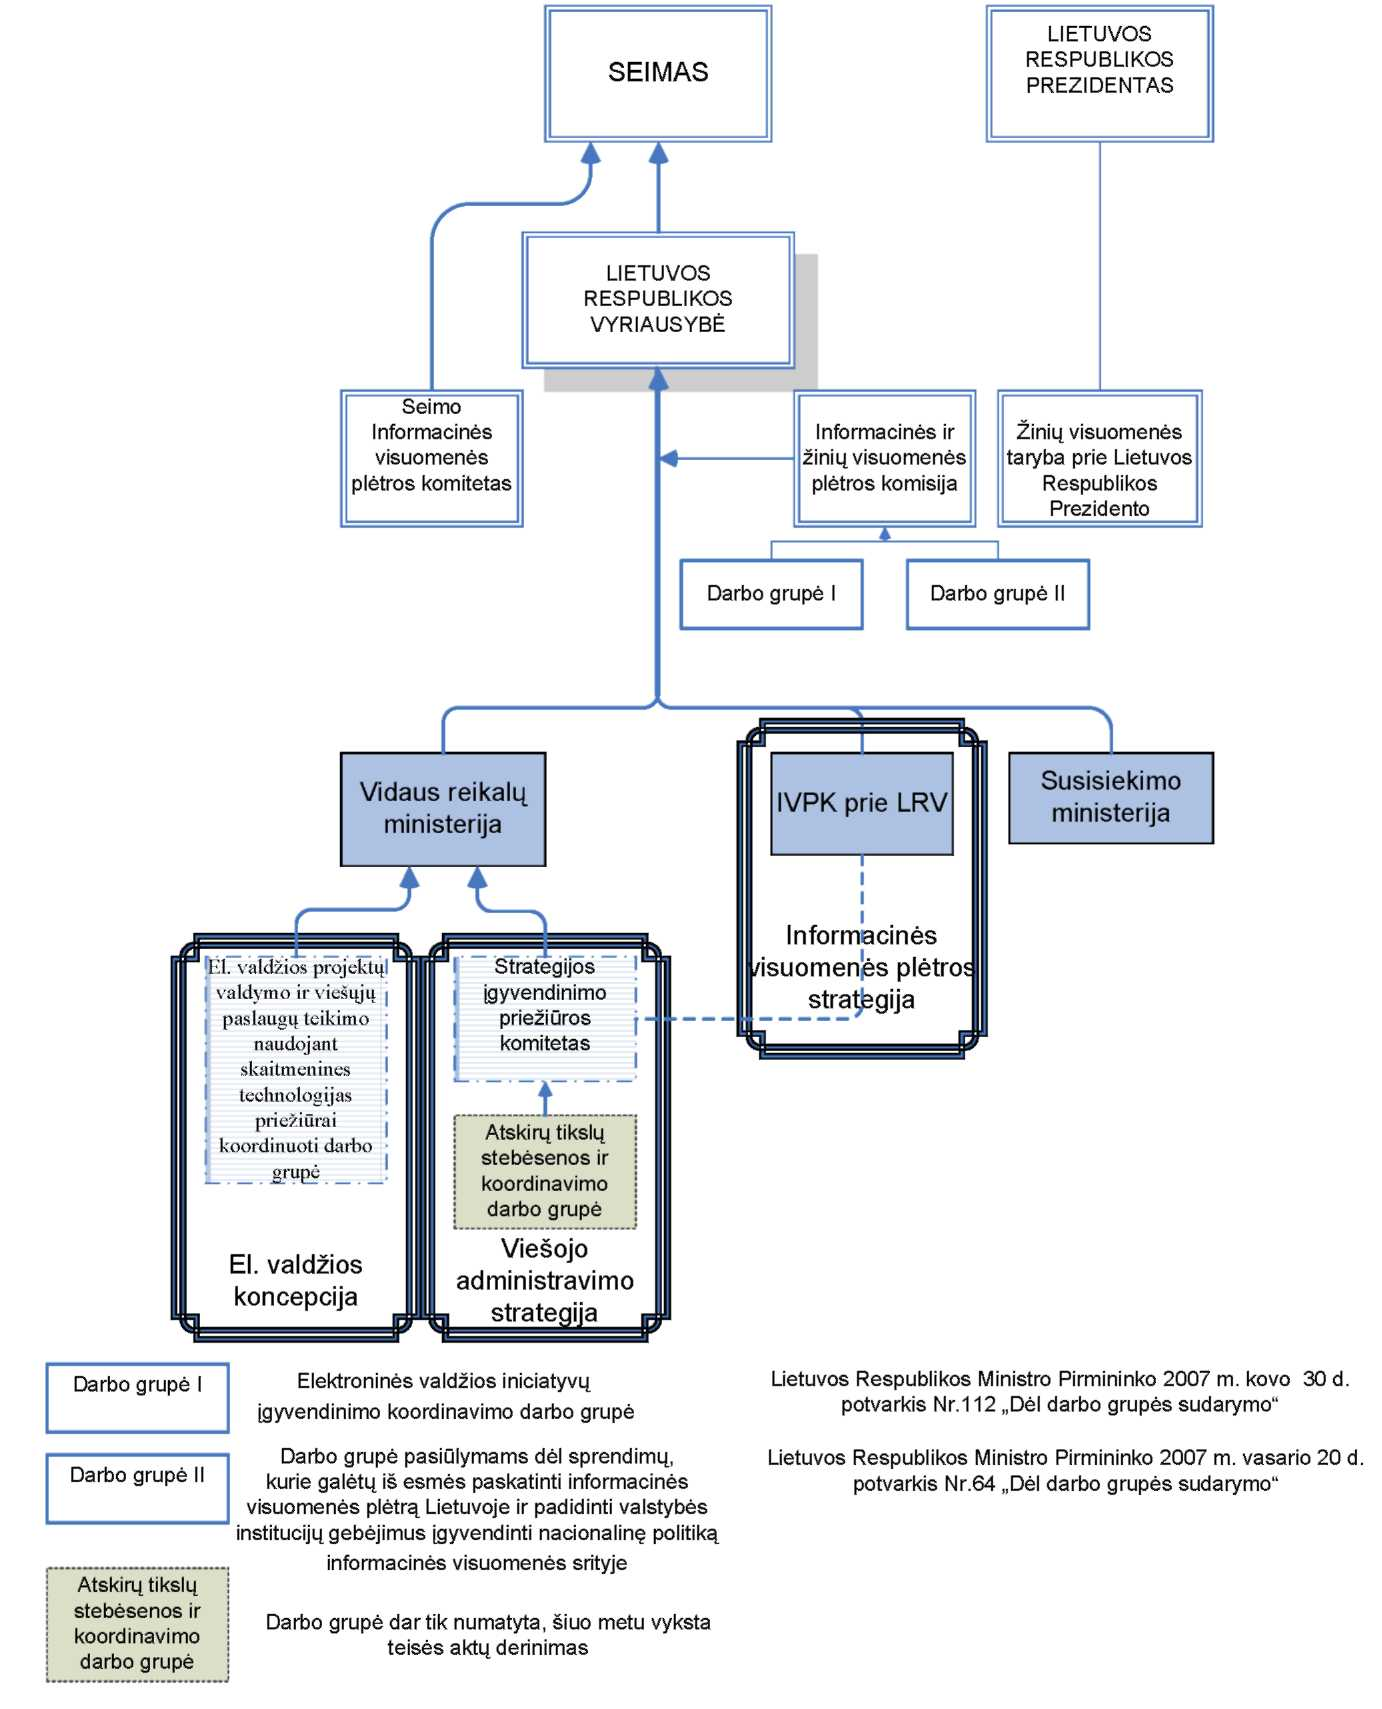 SEIMAS
LIETUVOS
RESPUBLIKOS
PREZIDENTAS
LIETUVOS
RESPUBLIKOS
VYRIAUSYBĖ
Seimo
Informacinės
visuomenės
plėtros komitetas
Informacinės ir
žinių visuomenės
plėtros komisija
Žinių visuomenės
taryba prie Lietuvos
Respublikos
Prezidento
Darbo grupė I
Darbo grupė II
Vidaus reikalų
ministerija
IVPK prie LRV
Susisiekimo
ministerija
Informacinės
visuomenės plėtros
strategija
El. valdžios projektų
valdymo ir viešųjų
paslaugų teikimo
naudojant
skaitmenines
technologijas
priežiūrai
koordinuoti darbo
grupė
El. valdžios
koncepcija
Strategijos
įgyvendinimo
priežiūros
komitetas
Atskirų tikslų
stebėsenos ir
koordinavimo
darbo grupė
Viešojo
administravimo
strategija
Darbo grupė I
Elektroninės valdžios iniciatyvų
įgyvendinimo koordinavimo darbo grupė
Lietuvos Respublikos Ministro Pirmininko 2007 m. kovo  30 d.
potvarkis Nr.112 „Dėl darbo grupės sudarymo“
Darbo grupė II
Darbo grupė pasiūlymams dėl sprendimų,
kurie galėtų iš esmės paskatinti informacinės
visuomenės plėtrą Lietuvoje ir padidinti valstybės
institucijų gebėjimus įgyvendinti nacionalinę politiką
informacinės visuomenės srityje
Lietuvos Respublikos Ministro Pirmininko 2007 m. vasario 20 d.
potvarkis Nr.64 „Dėl darbo grupės sudarymo“
Atskirų tikslų
stebėsenos ir
koordinavimo
darbo grupė
Darbo grupė dar tik numatyta, šiuo metu vyksta
teisės aktų derinimas